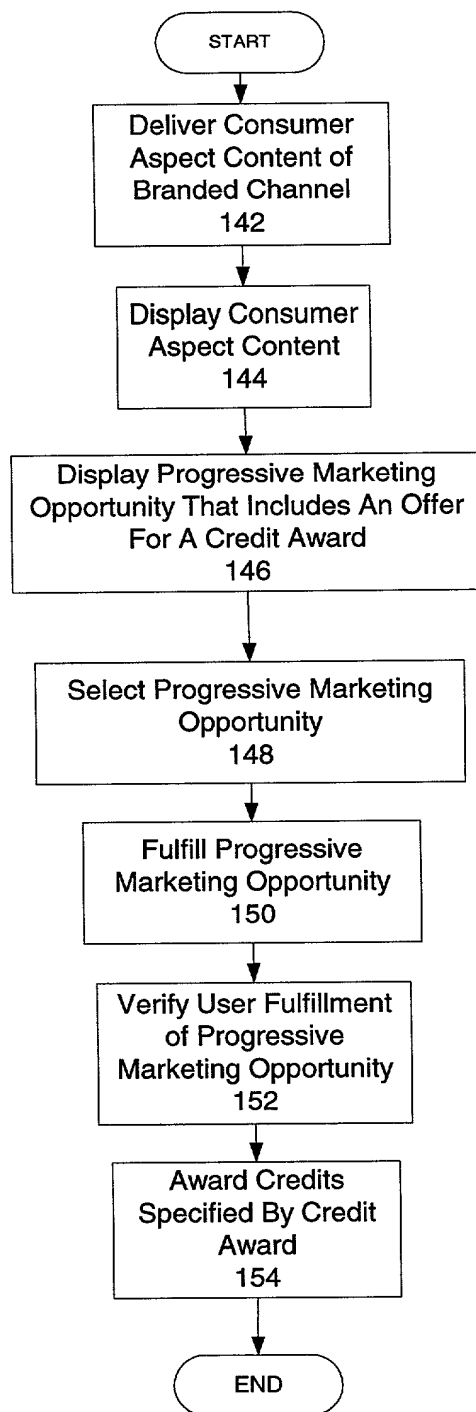 START
Deliver Consumer
Aspect Content of
Branded Channel
142
Display Consumer
Aspect Content
144
Display Progressive Marketing
Opportunity That Includes An Offer
For A Credit Award
146
Select Progressive Marketing
Opportunity
148
Fulfill Progressive
Marketing Opportunity
150
Verify User Fulfillment
of Progressive
Marketing Opportunity
152
Award Credits
Specified By Credit
Award
154
END